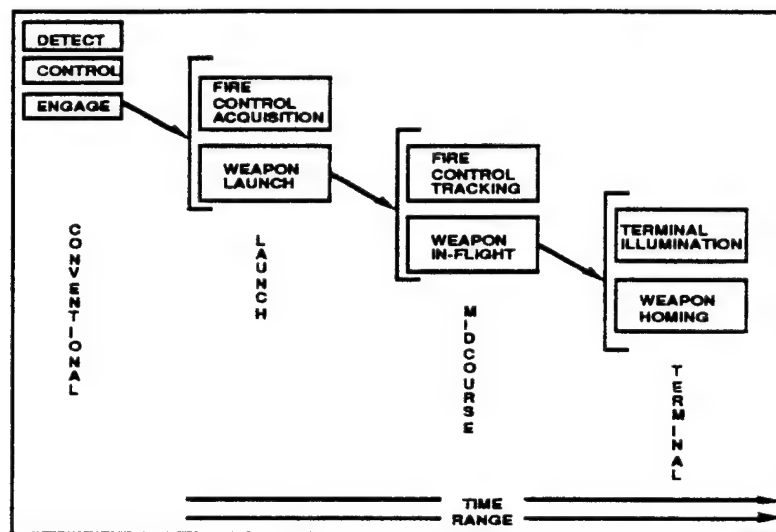 DETECT
CONTROL
ENGAGE
FIRE
CONTROL
ACQUISITION
WEAPON
LAUNCH
FIRE
CONTROL
TRACKING
WEAPON
IN-FLIGHT
TERMINAL
ILLUMINATION
WEAPON
HOMING
CONVENTIONAL
LAUNCH
MIDCOURSE
TERMINAL
TIME
RANGE